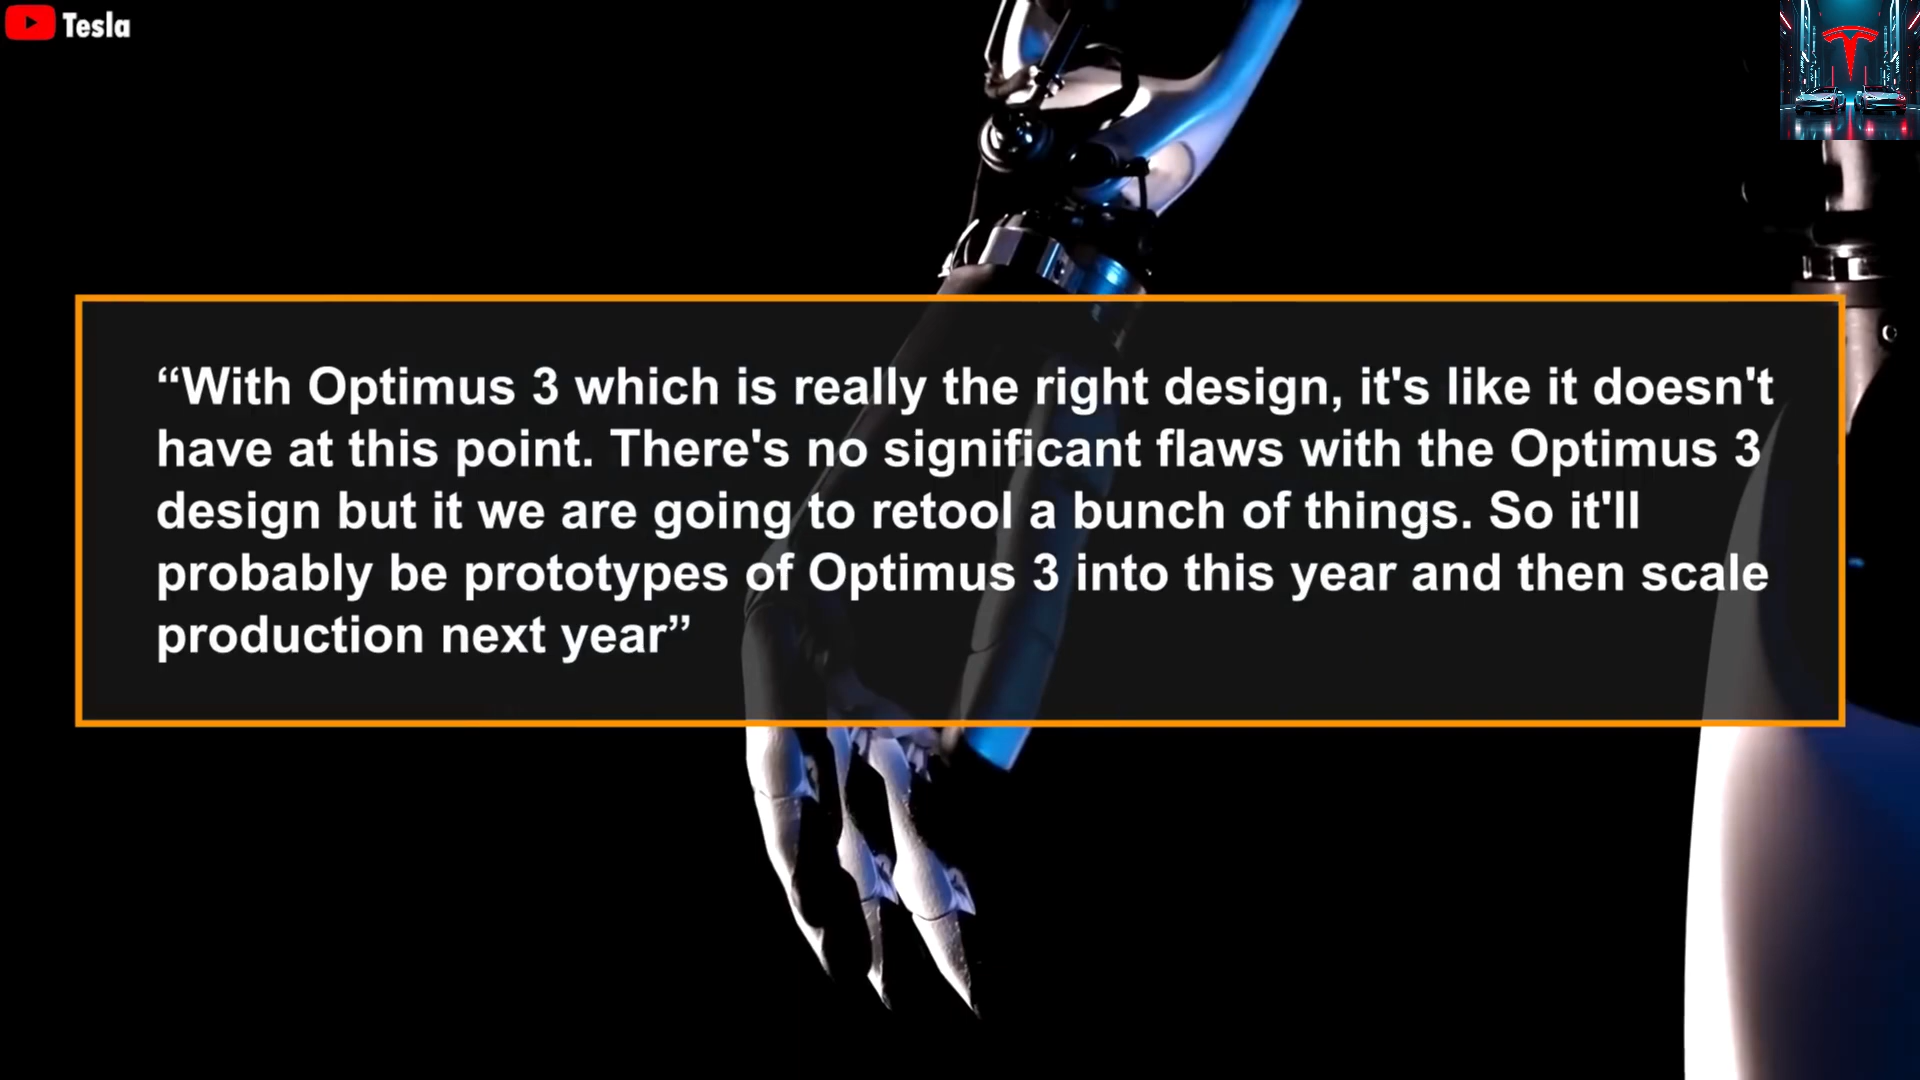 Tesla
“With Optimus 3 which is really the right design, it's like it doesn't
have at this point. There's no significant flaws with the Optimus 3
design but it we are going to retool a bunch of things. So it'll
probably be prototypes of Optimus 3 into this year and then scale
production next year”